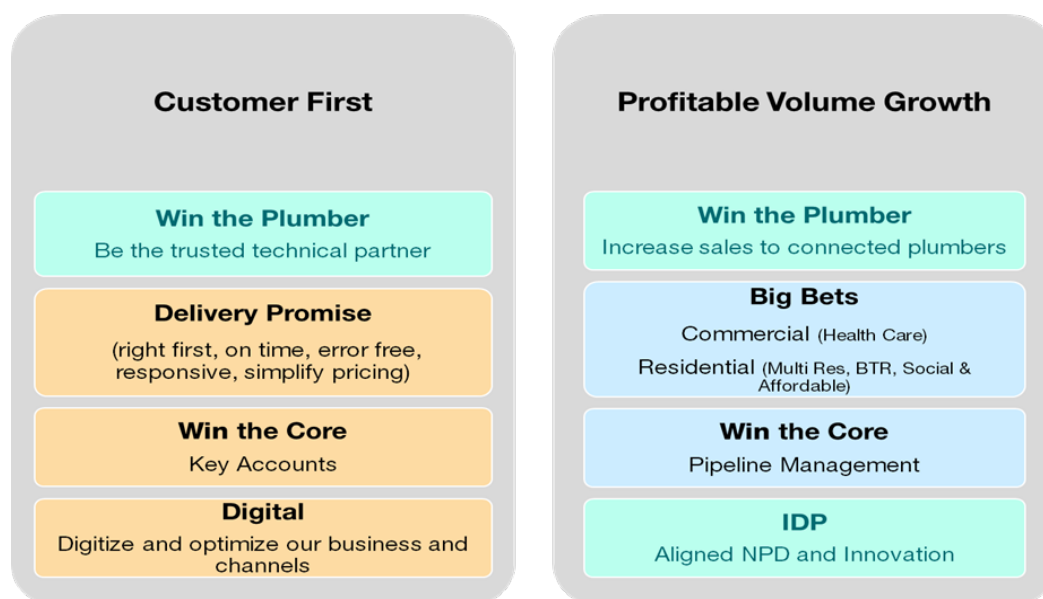 Customer First
Win the Plumber
Be the trusted technical partner
Delivery Promise
(right first, on time, error free,
responsive, simplify pricing)
Win the Core
Key Accounts
Digital
Digitize and optimize our business and
channels
Profitable Volume Growth
Win the Plumber
Increase sales to connected plumbers
Big Bets
Commercial (Health Care)
Residential (Multi Res, BTR, Social &
Affordable)
Win the Core
Pipeline Management
IDP
Aligned NPD and Innovation